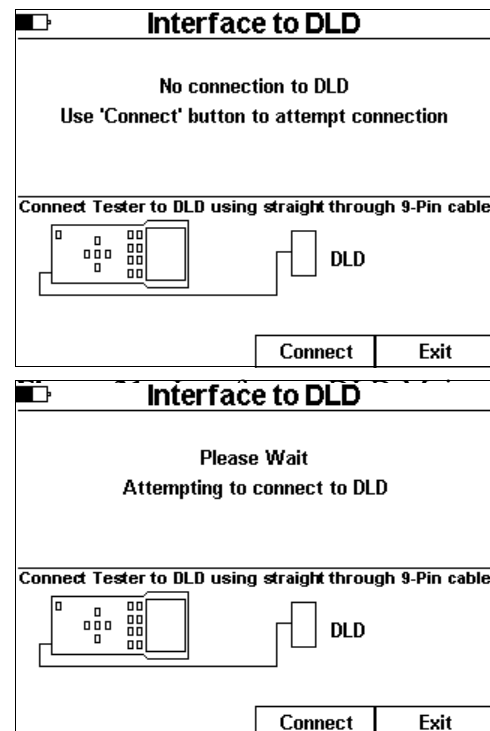 Interface to DLD
No connection to DLD
Use 'Connect' button to attempt connection
Connect Tester to DLD using straight through 9-Pin cable
DLD
Connect Exit
Interface to DLD
Please Wait
Attempting to connect to DLD
Connect Tester to DLD using straight through 9-Pin cable
DLD
Connect Exit